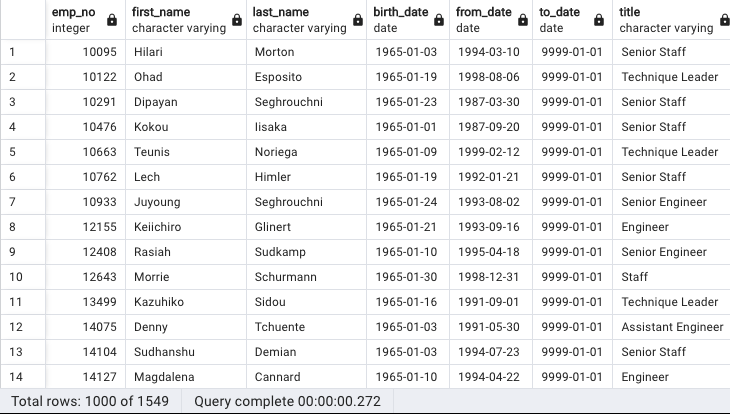 emp_no first_name last_name birth_date from_date to_date title
integer character varying character varying date date date character varying
1 10095 Hilari Morton 1965-01-03 1994-03-10 9999-01-01 Senior Staff
2 10122 Ohad Esposito 1965-01-19 1998-08-06 9999-01-01 Technique Leader
3 10291 Dipayan Seghrouchni 1965-01-23 1987-03-30 9999-01-01 Senior Staff
4 10476 Kokou Iisaka 1965-01-01 1987-09-20 9999-01-01 Senior Staff
5 10663 Teunis Noriega 1965-01-09 1999-02-12 9999-01-01 Technique Leader
6 10762 Lech Himler 1965-01-19 1992-01-21 9999-01-01 Senior Staff
7 10933 Juyoung Seghrouchni 1965-01-24 1993-08-02 9999-01-01 Senior Engineer
8 12155 Keiichiro Glinert 1965-01-21 1993-09-16 9999-01-01 Engineer
9 12408 Rasiah Sudkamp 1965-01-10 1995-04-18 9999-01-01 Senior Engineer
10 12643 Morrie Schurmann 1965-01-30 1998-12-31 9999-01-01 Staff
11 13499 Kazuhiko Sidou 1965-01-16 1991-09-01 9999-01-01 Technique Leader
12 14075 Denny Tchuente 1965-01-03 1991-05-30 9999-01-01 Assistant Engineer
13 14104 Sudhanshu Demian 1965-01-03 1994-07-23 9999-01-01 Senior Staff
14 14127 Magdalena Cannard 1965-01-10 1994-04-22 9999-01-01 Engineer
Total rows: 1000 of 1549 Query complete 00:00:00.272